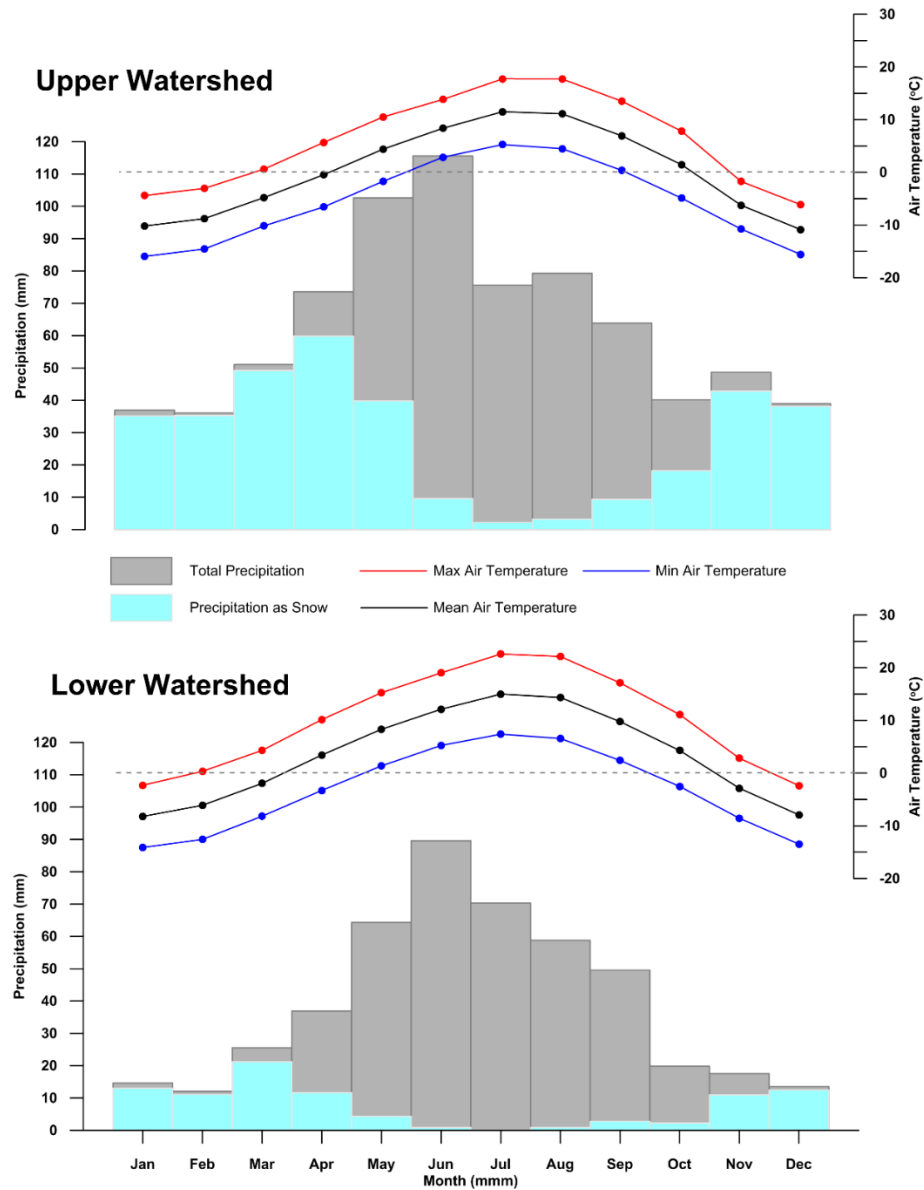 Upper Watershed
120
110
100
90
80
70
60
50
40
30
20
10
0
Precipitation (mm)
30
20
10
0
-10
-20
Air Temperature (ºC)
Total Precipitation
Max Air Temperature
Min Air Temperature
Precipitation as Snow
Mean Air Temperature
Lower Watershed
120
110
100
90
80
70
60
50
40
30
20
10
0
Precipitation (mm)
30
20
10
0
-10
-20
Air Temperature (ºC)
Jan Feb Mar Apr May Jun Jul Aug Sep Oct Nov Dec
Month (mmm)